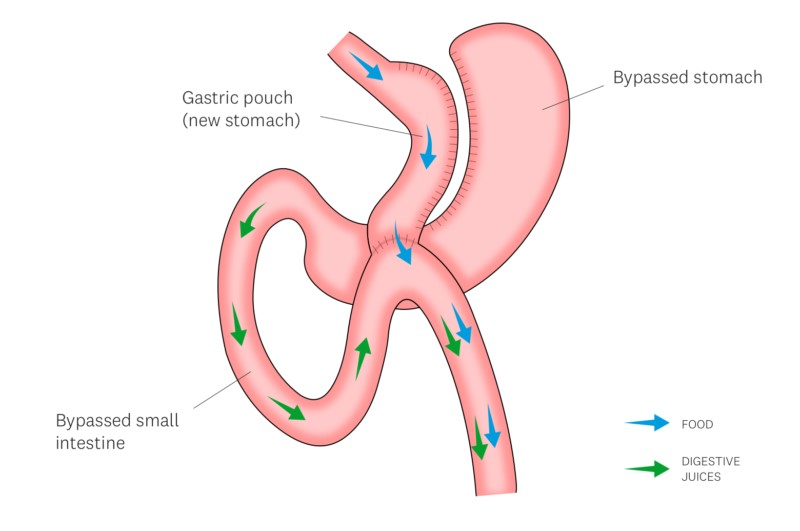 Bypassed stomach
Gastric pouch
(new stomach)
Bypassed small
intestine
FOOD
DIGESTIVE
JUICES